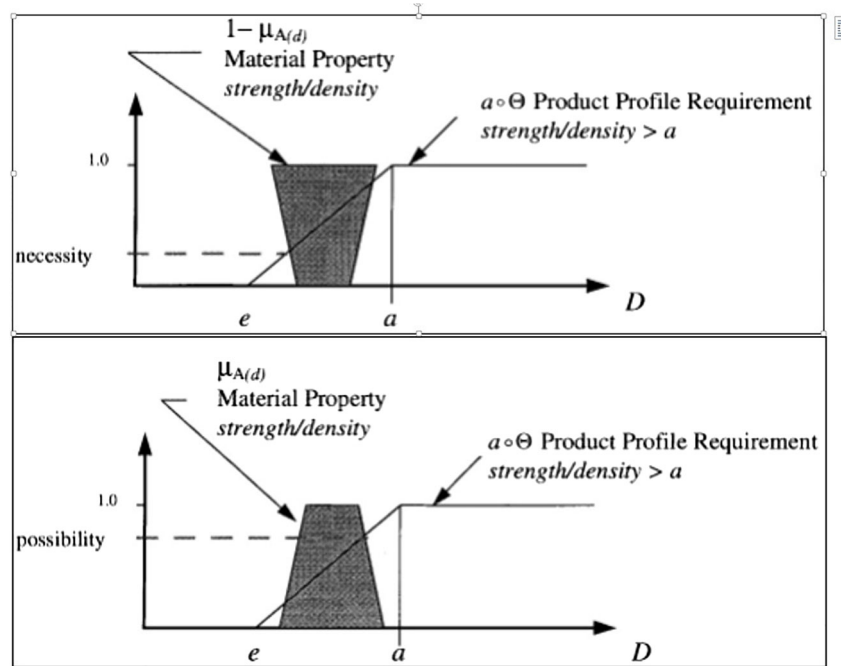 1– μA(d)
Material Property
strength/density
a∘Θ Product Profile Requirement
strength/density > a
1.0
necessity
D
e
a
μA(d)
Material Property
strength/density
a∘Θ Product Profile Requirement
strength/density > a
1.0
possibility
D
e
a